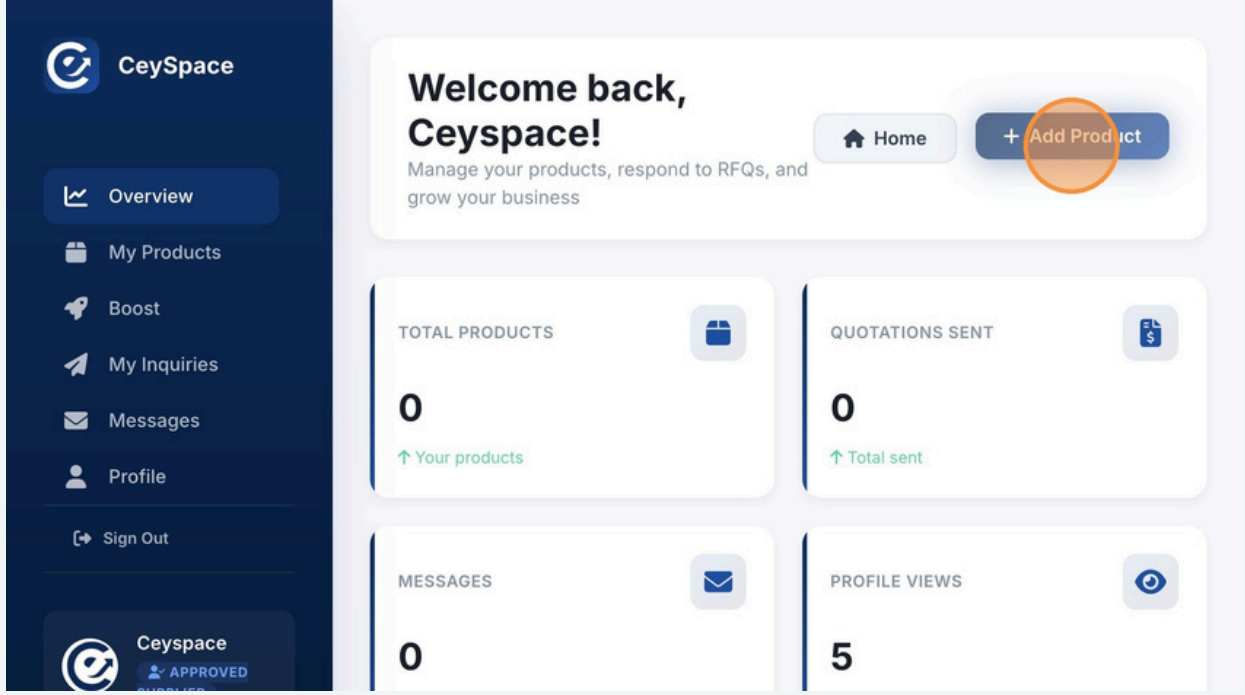 CeySpace
Overview
My Products
Boost
My Inquiries
Messages
Profile
Sign Out
Ceyspace
APPROVED
SUPPLIER
Welcome back,
Ceyspace!
Manage your products, respond to RFQs, and
grow your business
Home
+ Add Product
TOTAL PRODUCTS
0
↑ Your products
QUOTATIONS SENT
0
↑ Total sent
MESSAGES
0
PROFILE VIEWS
5